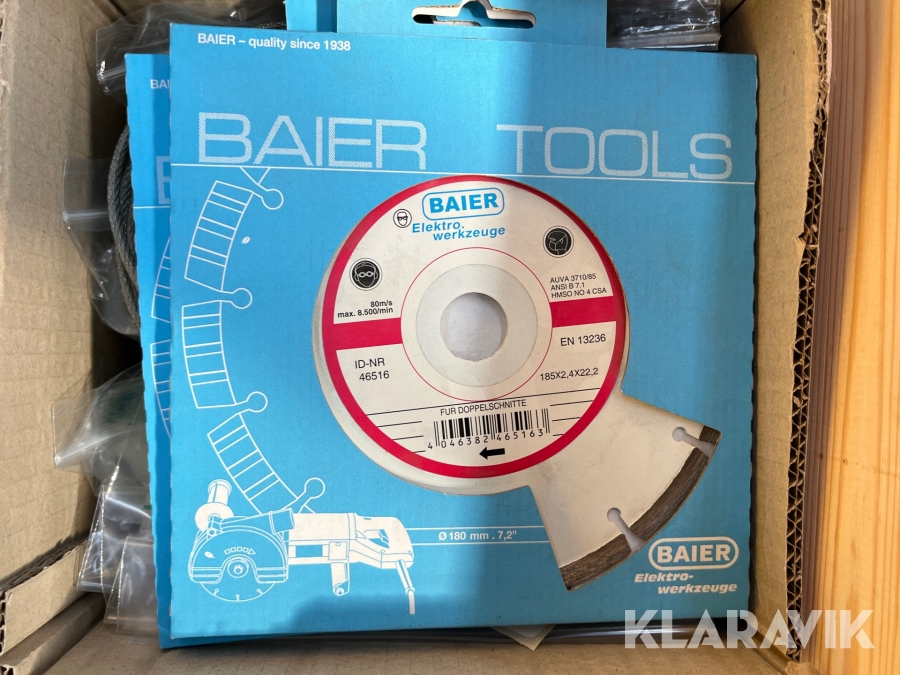 BAIER – quality since 1938
BAIER TOOLS
BAIER
Elektro.
werkzeuge
80m/s
max. 8.500/min
AUVA 3710/85
ANSI B 7.1
HMSO NO 4 CSA
EN 13236
ID-NR
46516
185X2,4X22,2
FUR DOPPELSCHNITTE
4 046382 465163
Ø 180 mm . 7,2"
BAIER
Elektro-
werkzeuge
KLARAVIK